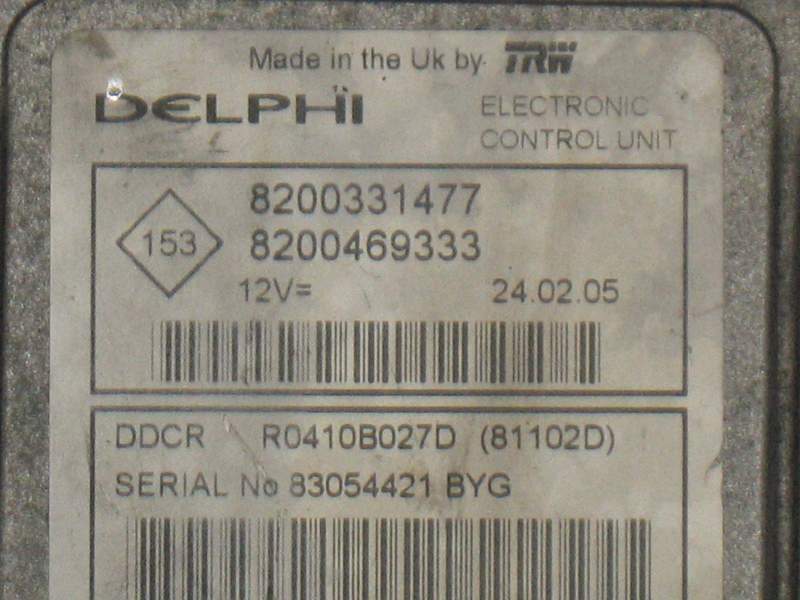 Made in the Uk by TRW
DELPHI
ELECTRONIC
CONTROL UNIT
153
8200331477
8200469333
12V=
24.02.05
DDCR R0410B027D (81102D)
SERIAL No 83054421 BYG